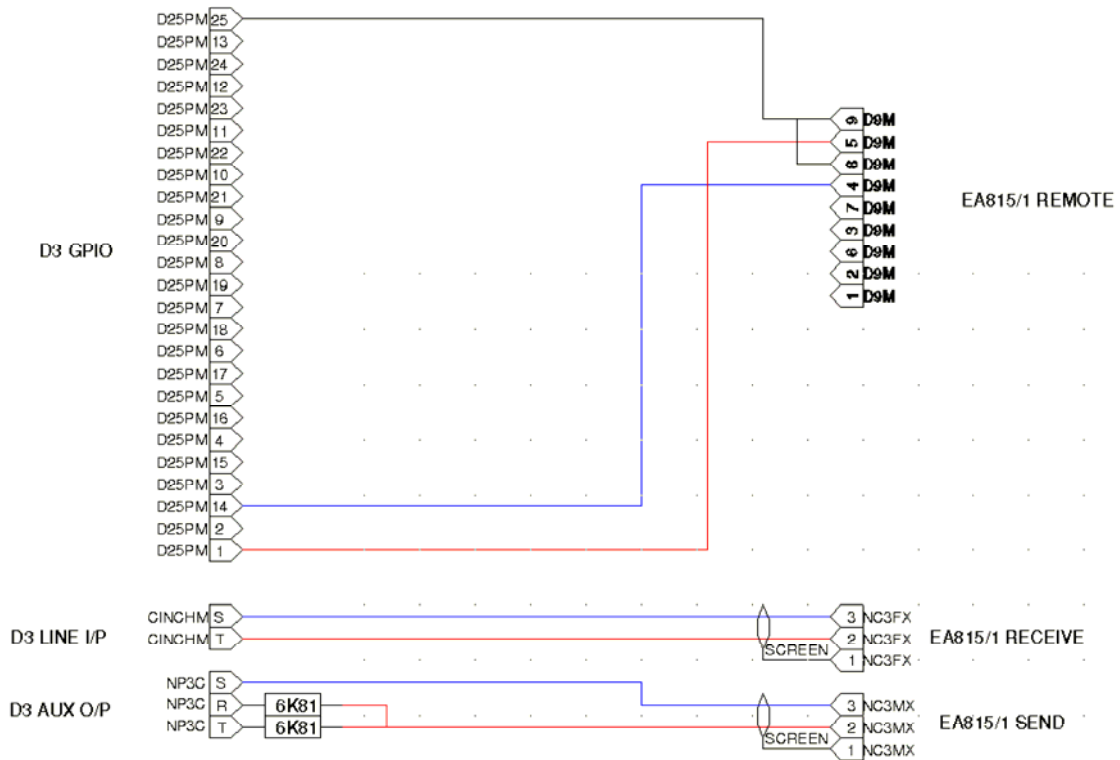 D25PM 25
D25PM 13
D25PM 24
D25PM 12
D25PM 23
D25PM 11
D25PM 22
D25PM 10
D25PM 21
D25PM 9
D25PM 20
D25PM 8
D25PM 19
D25PM 7
D25PM 18
D25PM 6
D25PM 17
D25PM 5
D25PM 16
D25PM 4
D25PM 15
D25PM 3
D25PM 14
D25PM 2
D25PM 1
D3 GPIO
9 D9M
5 D9M
8 D9M
4 D9M
7 D9M
3 D9M
6 D9M
2 D9M
1 D9M
EA815/1 REMOTE
D3 LINE I/P
CINCHM S
CINCHM T
SCREEN
3 NC3FX
2 NC3FX
1 NC3FX
EA815/1 RECEIVE
D3 AUX O/P
NP3C S
NP3C R 6K81
NP3C T 6K81
SCREEN
3 NC3MX
2 NC3MX
1 NC3MX
EA815/1 SEND